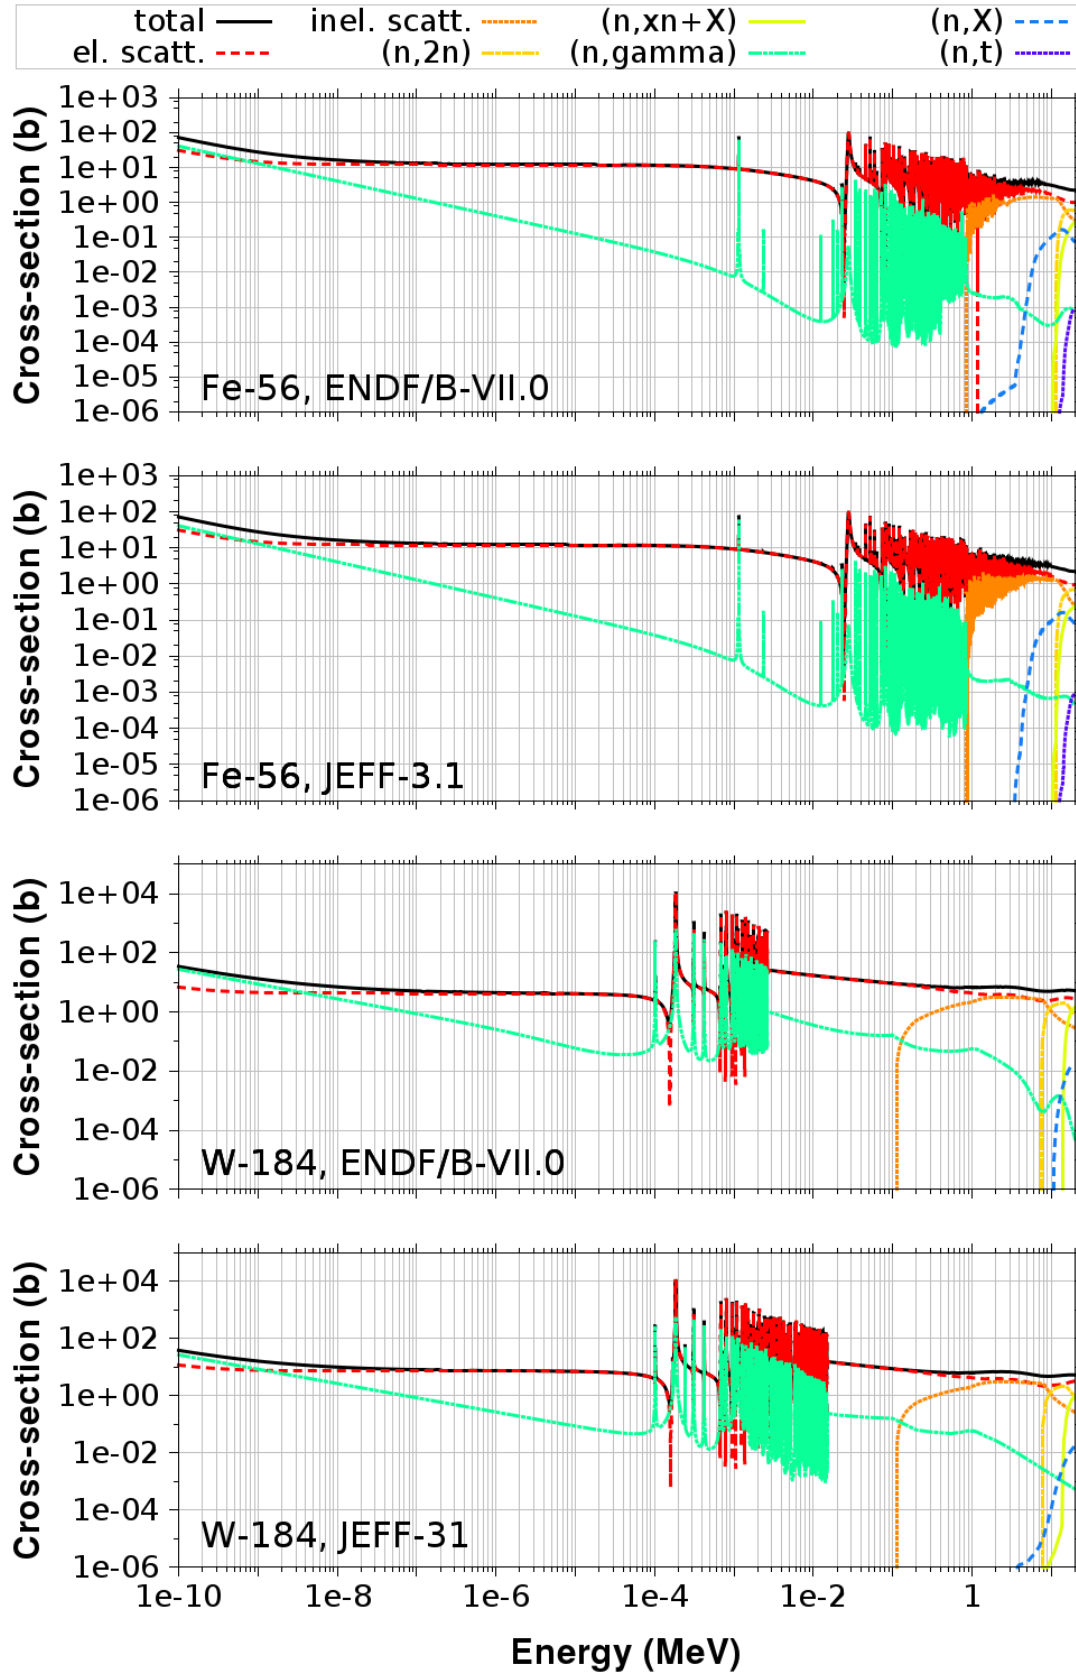 total inel. scatt. (n,xn+X) (n,X)
el. scatt. (n,2n) (n,gamma) (n,t)
Cross-section (b)
1e+03
1e+02
1e+01
1e+00
1e-01
1e-02
1e-03
1e-04
1e-05
1e-06
Fe-56, ENDF/B-VII.0
Cross-section (b)
1e+03
1e+02
1e+01
1e+00
1e-01
1e-02
1e-03
1e-04
1e-05
1e-06
Fe-56, JEFF-3.1
Cross-section (b)
1e+04
1e+02
1e+00
1e-02
1e-04
1e-06
W-184, ENDF/B-VII.0
Cross-section (b)
1e+04
1e+02
1e+00
1e-02
1e-04
1e-06
W-184, JEFF-31
1e-10 1e-8 1e-6 1e-4 1e-2 1
Energy (MeV)